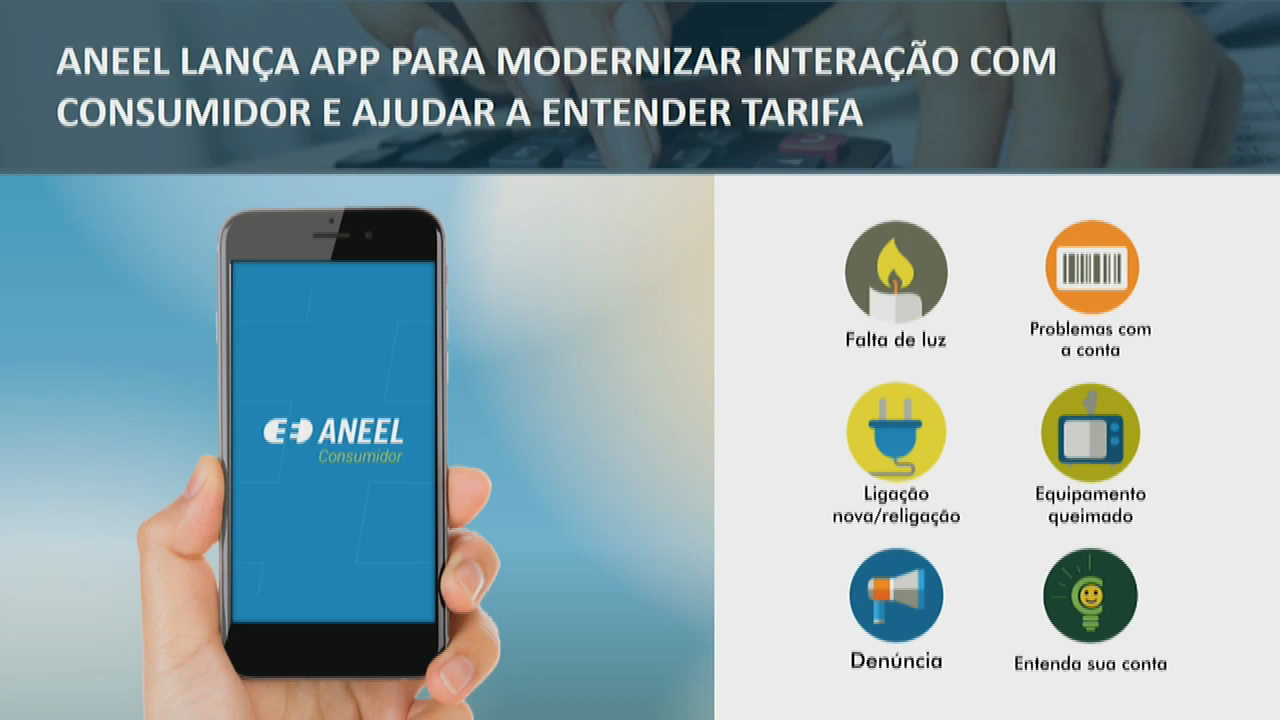 ANEEL LANÇA APP PARA MODERNIZAR INTERAÇÃO COM
CONSUMIDOR E AJUDAR A ENTENDER TARIFA
ANEEL
Consumidor
Falta de luz
Problemas com
a conta
Ligação
nova/religação
Equipamento
queimado
Denúncia
Entenda sua conta